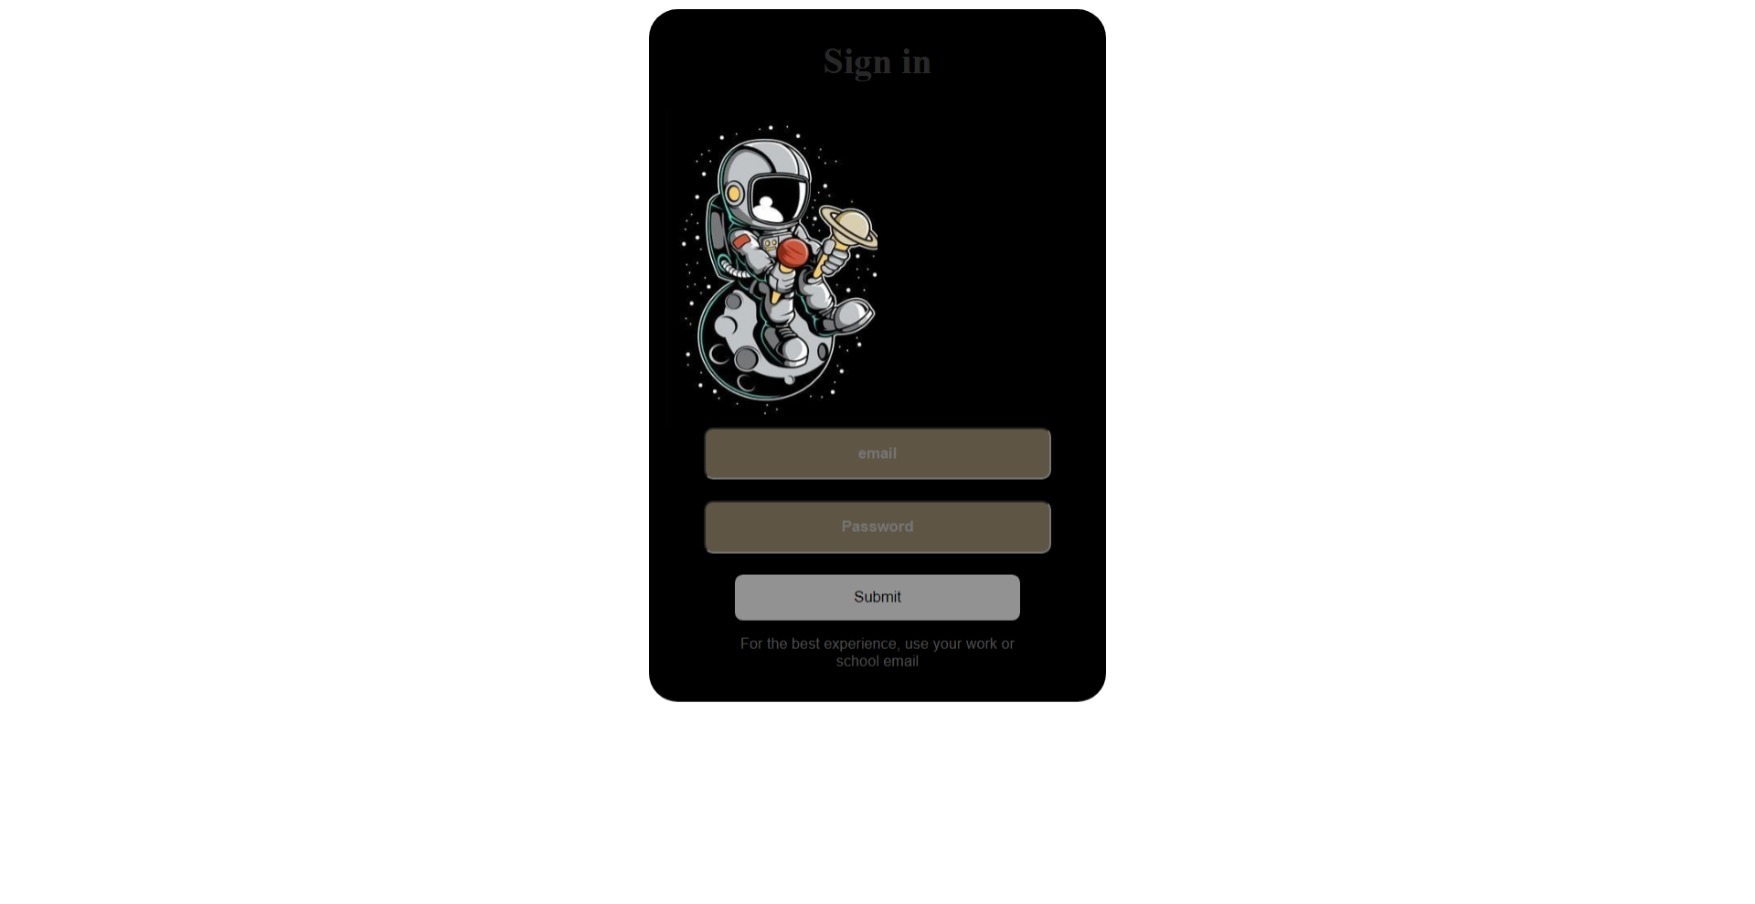 Sign in
email
Password
Submit
For the best experience, use your work or
school email